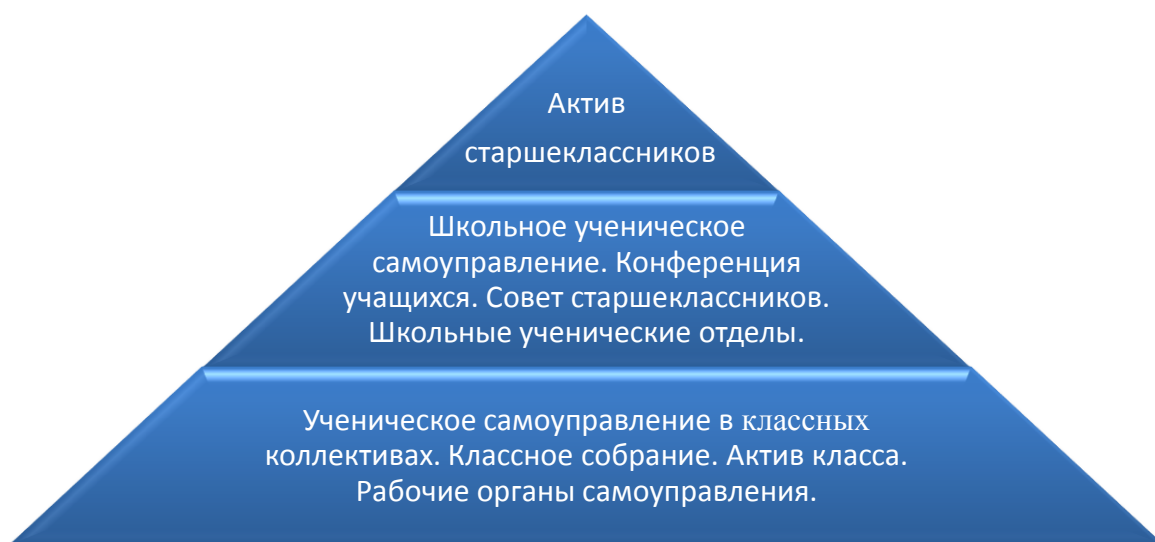 Актив
старшеклассников
Школьное ученическое
самоуправление. Конференция
учащихся. Совет старшеклассников.
Школьные ученические отделы.
Ученическое самоуправление в классных
коллективах. Классное собрание. Актив класса.
Рабочие органы самоуправления.